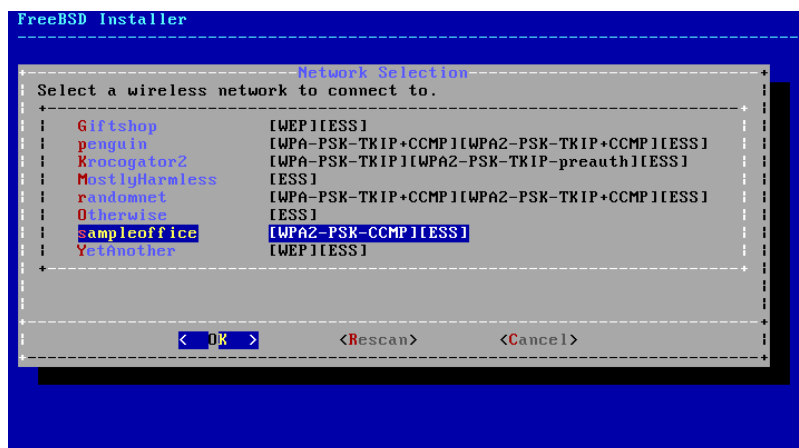 FreeBSD Installer
Network Selection
Select a wireless network to connect to.
Giftshop [WEP][ESS]
penguin [WPA-PSK-TKIP+CCMP][WPA2-PSK-TKIP+CCMP][ESS]
Krocogator2 [WPA-PSK-TKIP][WPA2-PSK-TKIP-preauth][ESS]
MostlyHarmless [ESS]
randomnet [WPA-PSK-TKIP+CCMP][WPA2-PSK-TKIP+CCMP][ESS]
Otherwise [ESS]
sampleoffice [WPA2-PSK-CCMP][ESS]
YetAnother [WEP][ESS]
< OK > <Rescan> <Cancel>